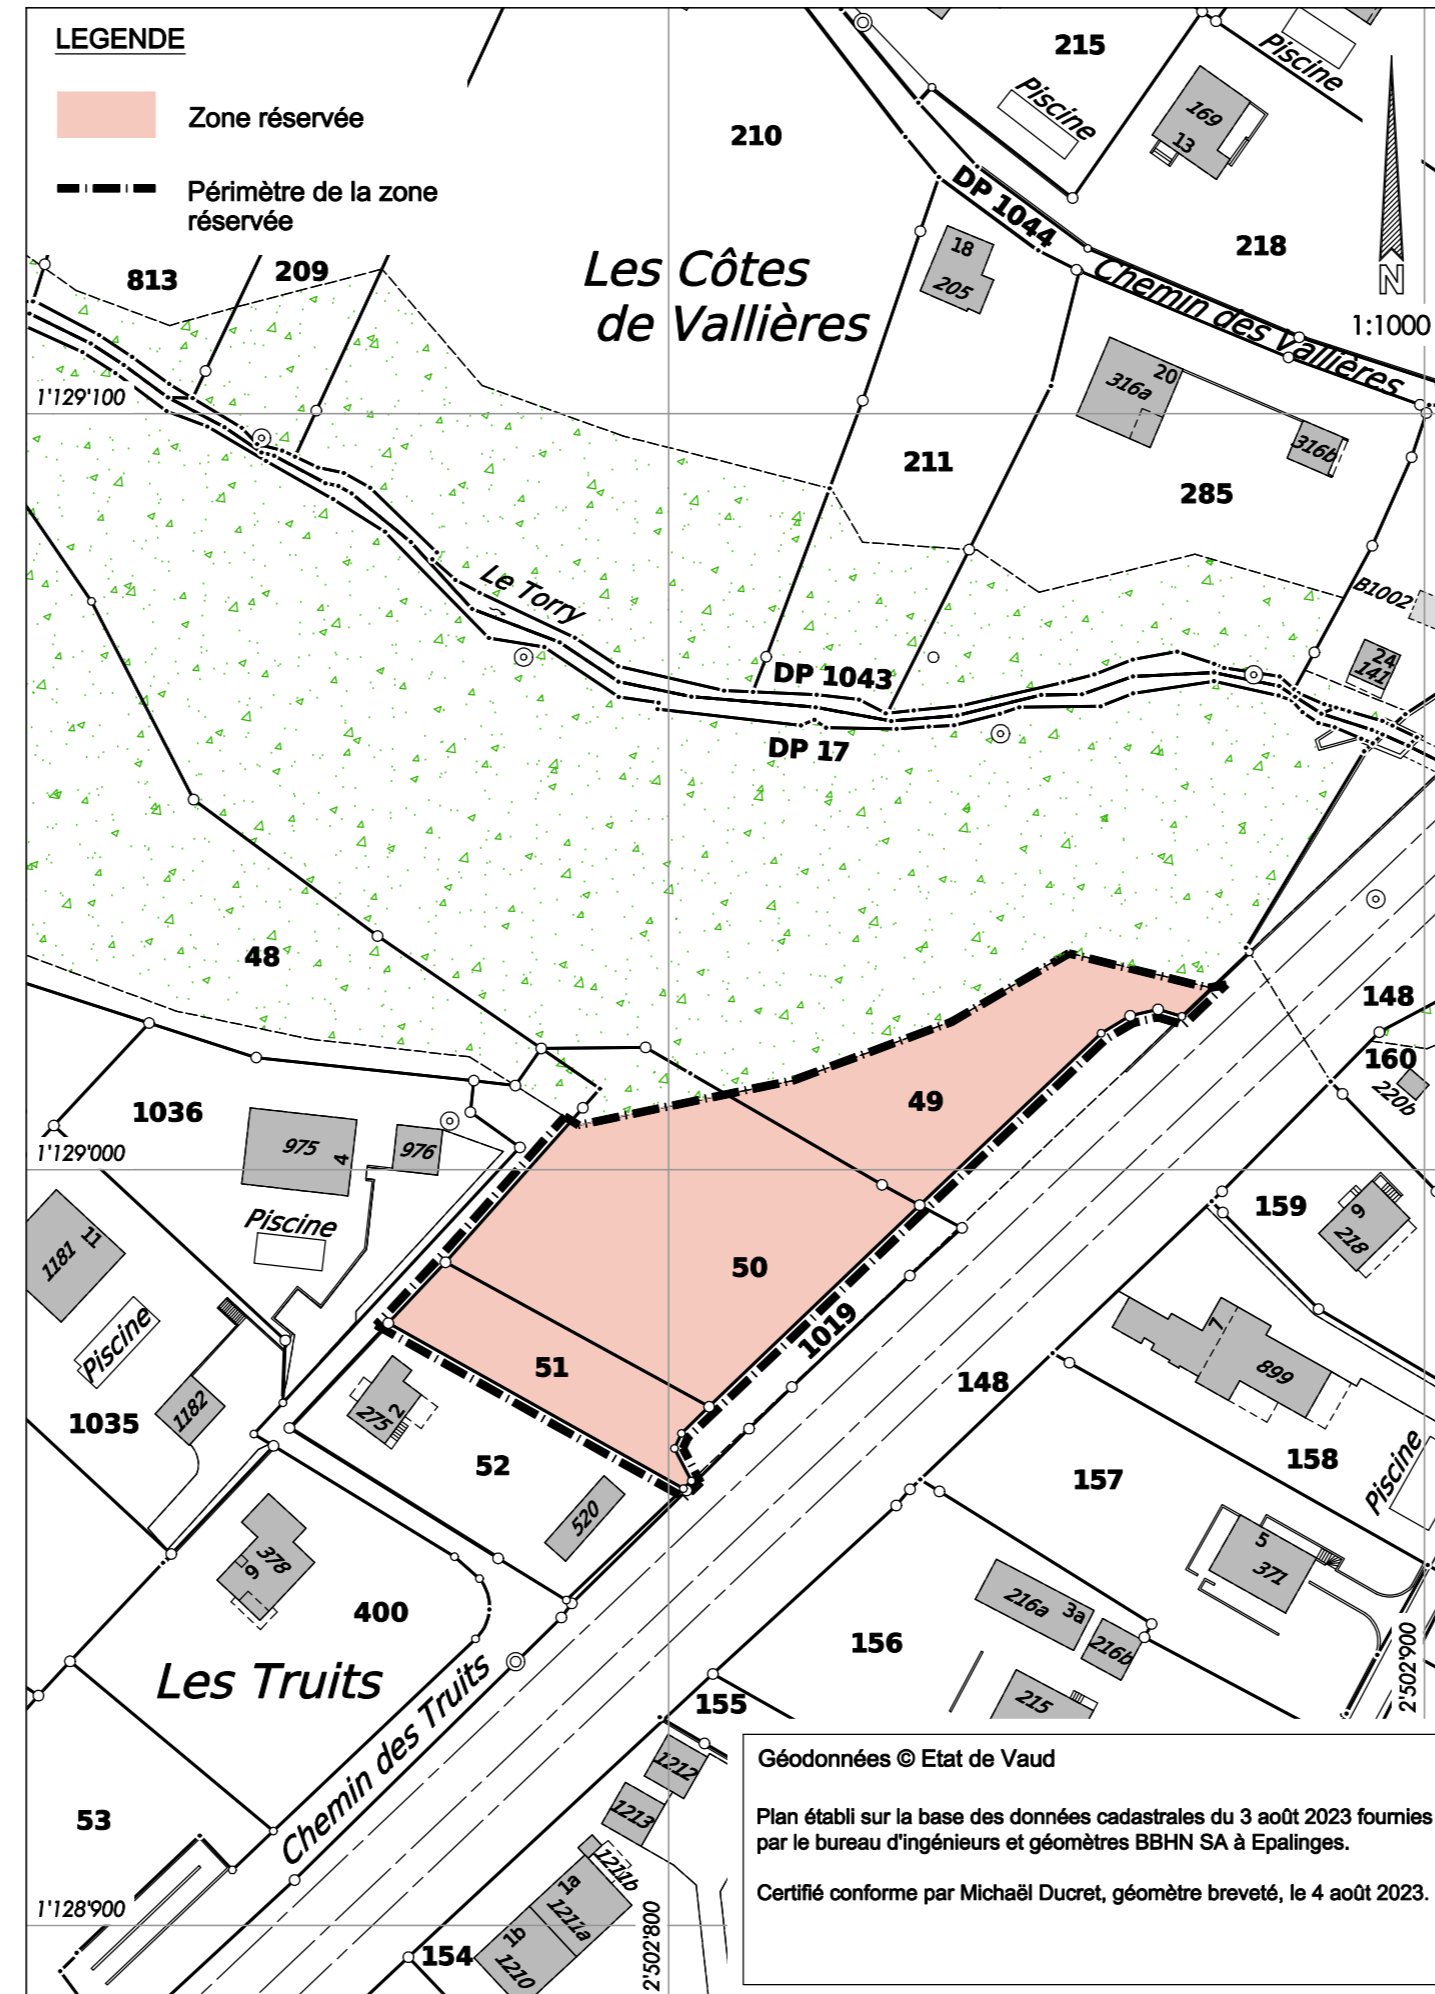 LEGENDE
Zone réservée
Périmètre de la zone
réservée
215
Piscine
Piscine
169
13
210
DP 1044
218
N
1:1000
813
209
Les Côtes
de Vallières
18
205
Chemin des Vallières
316a
20
316b
1'129'100
211
285
Le Torry
B1002
24
141
DP 1043
DP 17
48
148
160
220b
49
1036
975
4
976
1'129'000
Piscine
1181
11
Piscine
159
9
218
50
1019
51
7
899
148
275
2
1035
1182
52
158
Piscine
157
520
378
9
5
371
400
216a
3a
216b
156
215
Les Truits
155
2'502'900
Chemin des Truits
1212
1213
53
1211b
1a
1211a
1b
1210
1'128'900
154
2'502'800
Géodonnées © Etat de Vaud
Plan établi sur la base des données cadastrales du 3 août 2023 fournies
par le bureau d'ingénieurs et géomètres BBHN SA à Epalinges.
Certifié conforme par Michaël Ducret, géomètre breveté, le 4 août 2023.